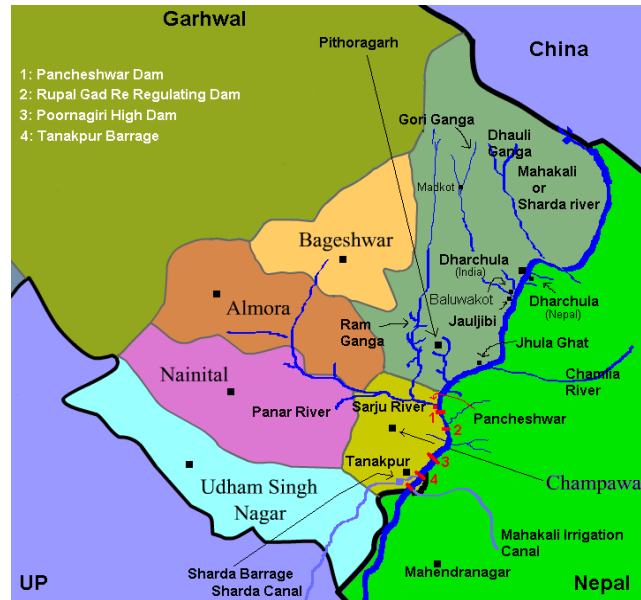 Garhwal
China
Pithoragarh
1: Pancheshwar Dam
2: Rupal Gad Re Regulating Dam
3: Poornagiri High Dam
4: Tanakpur Barrage
Gori Ganga
Dhauli
Ganga
Mahakali
or
Sharda river
Madkot
Bageshwar
Dharchula
(India)
Almora
Baluwakot
Dharchula
(Nepal)
Jauljibi
Ram
Ganga
Jhula Ghat
Nainital
Chamlia
River
Panar River
Sarju River
Pancheshwar
1
2
Tanakpur
3
4
Champawa
Udham Singh
Nagar
Mahakali Irrigation
Canal
Sharda Barrage
Sharda Canal
Mahendranagar
UP
Nepal